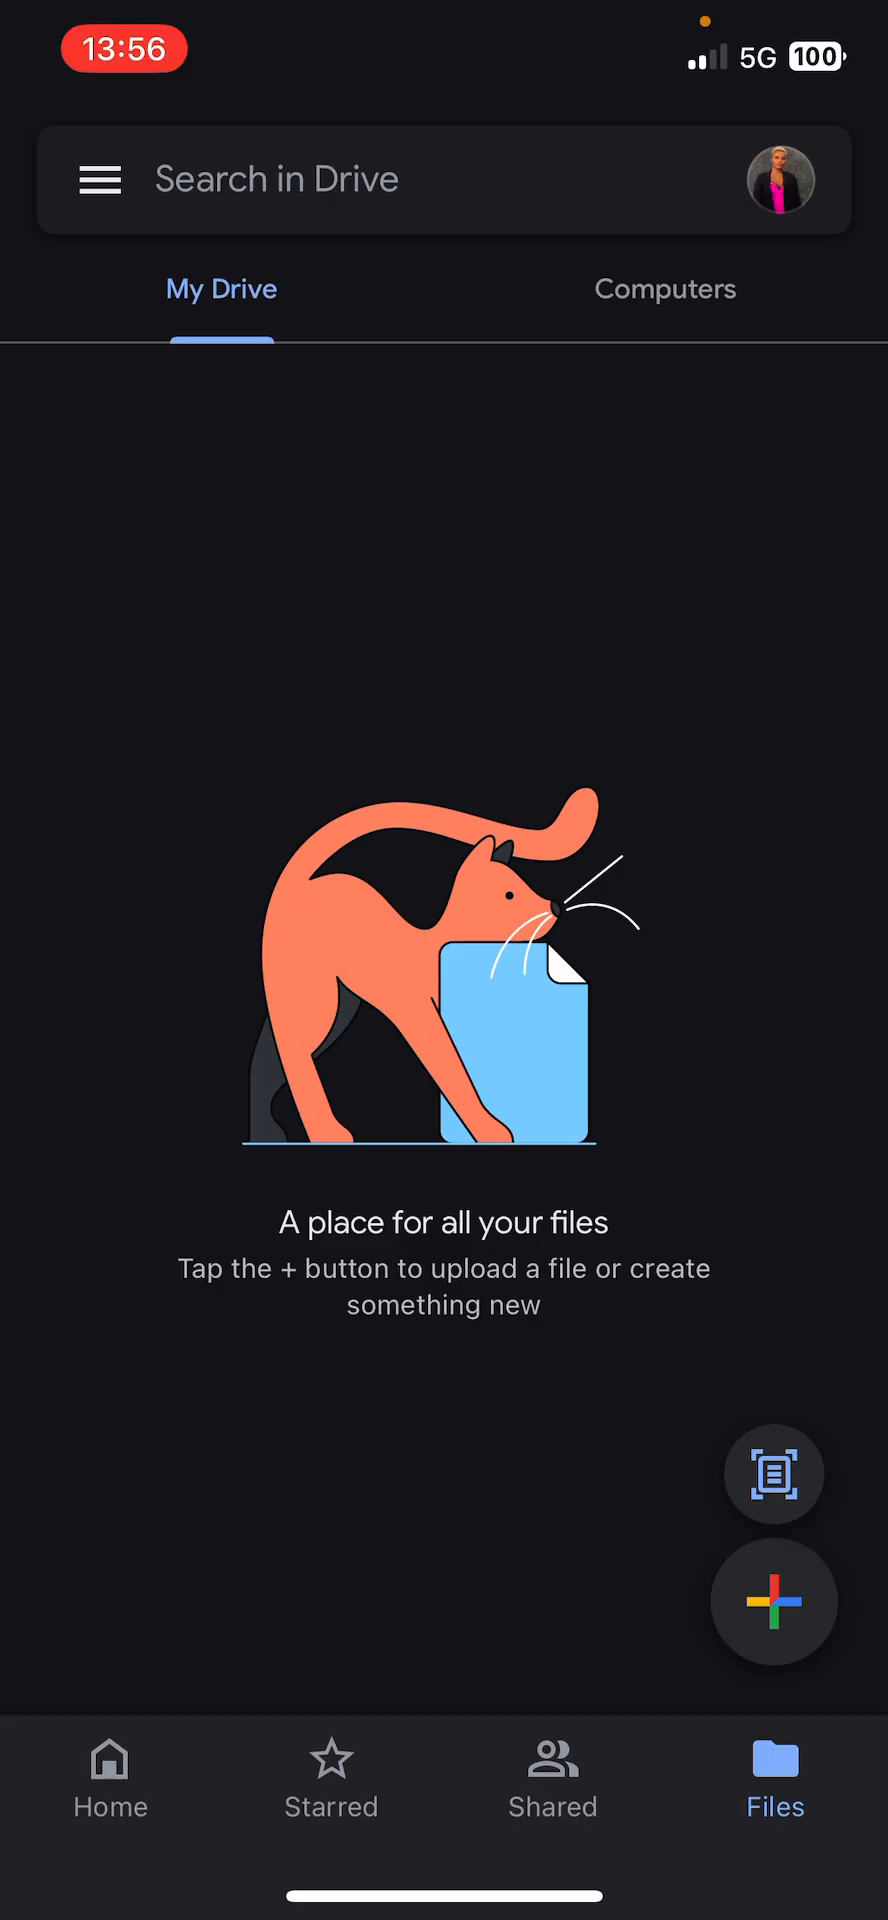 13:56
5G 100
Search in Drive
My Drive Computers
A place for all your files
Tap the + button to upload a file or create
something new
Home Starred Shared Files